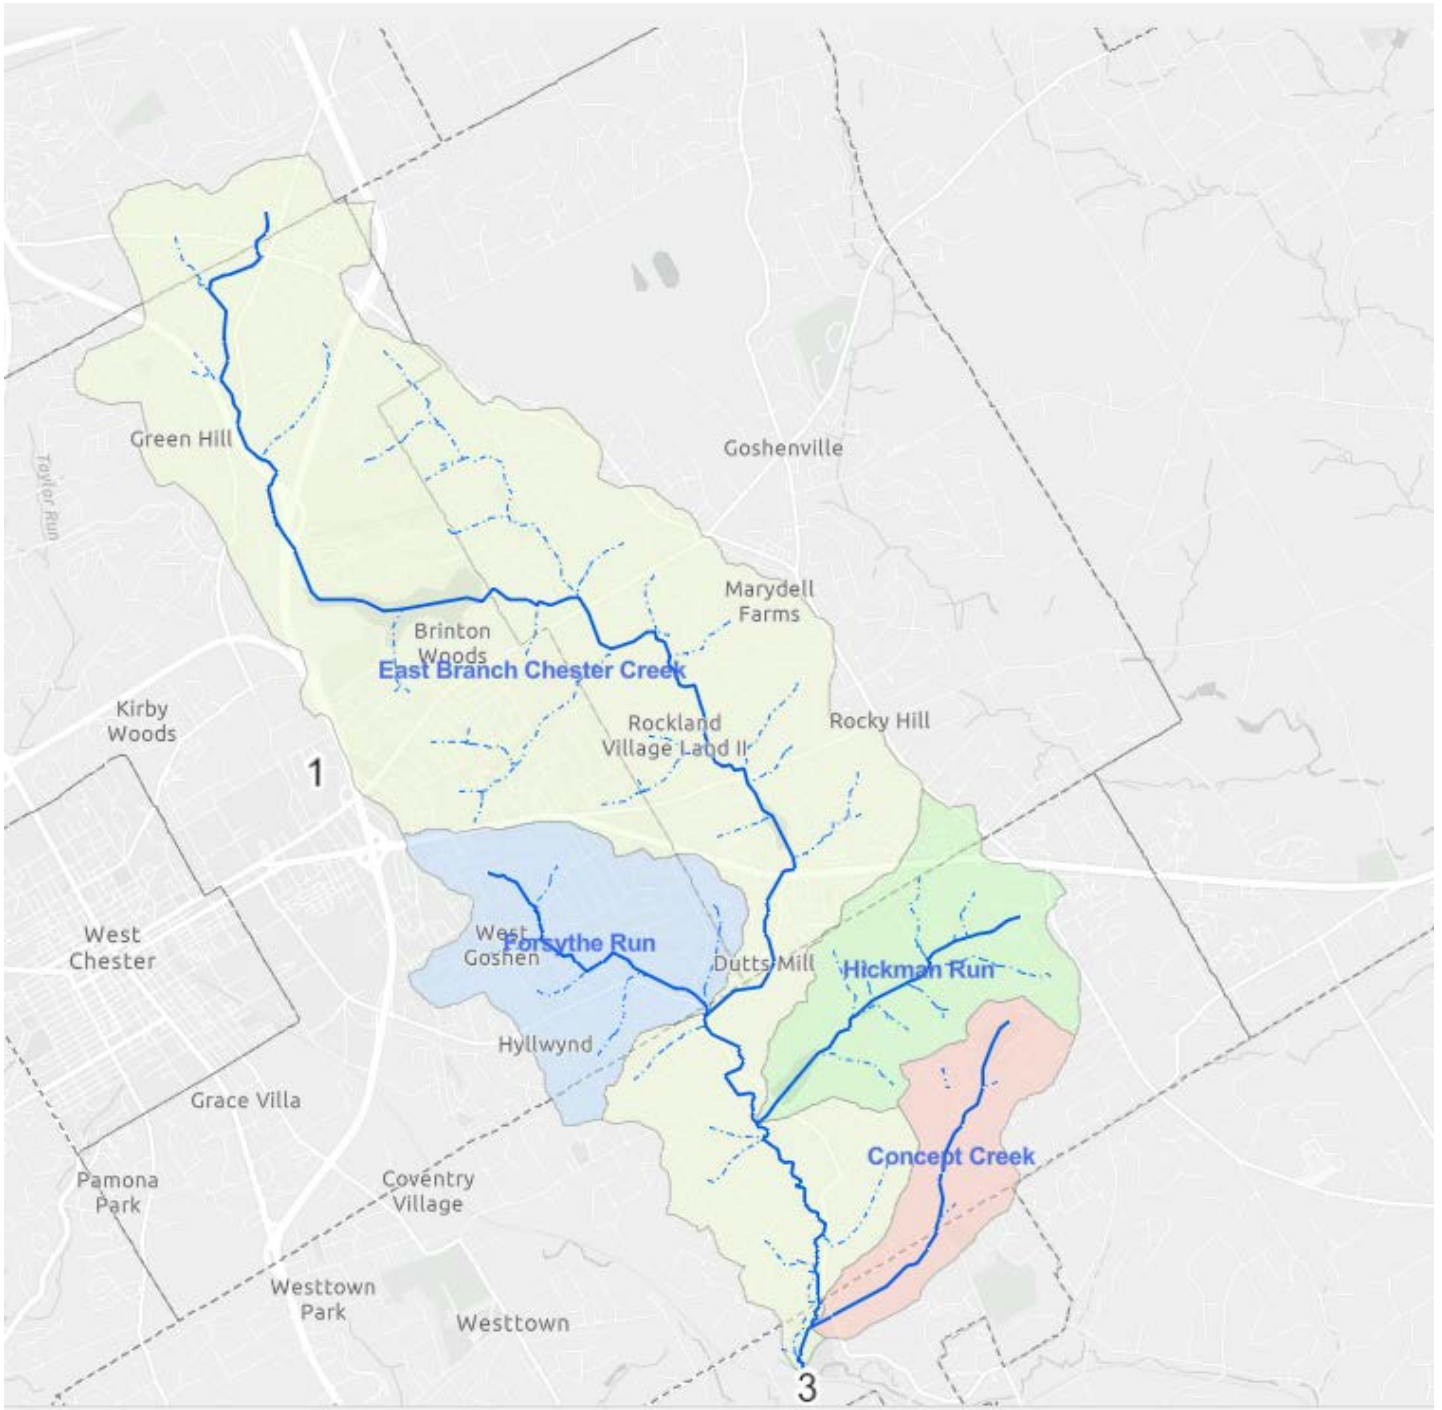 Green Hill
Taylor Run
Goshenville
Marydell
Farms
Brinton
Woods
East Branch Chester Creek
Kirby
Woods
Rockland
Village Land II
Rocky Hill
1
West
Chester
West
Goshen
Forsythe Run
Dutts Mill
Hickman Run
Hyllwynd
Grace Villa
Concept Creek
Pamona
Park
Coventry
Village
Westtown
Park
Westtown
3